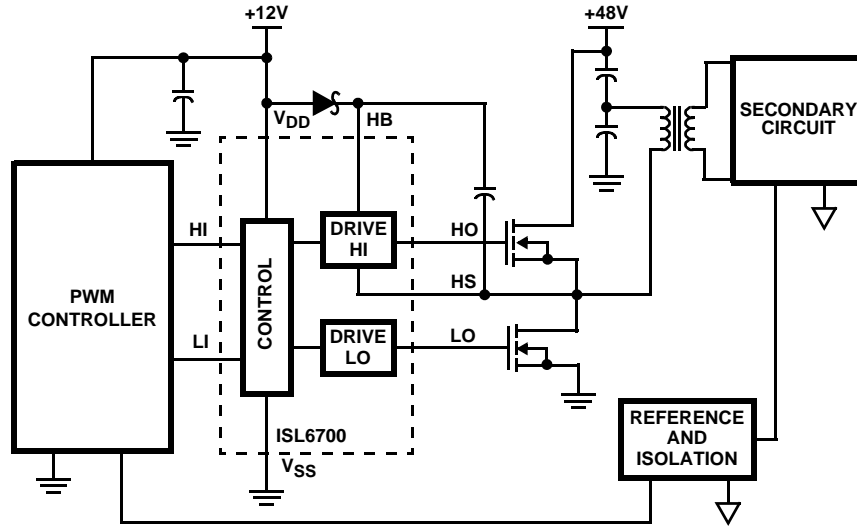 +12V
+48V
SECONDARY
CIRCUIT
VDD
HB
HI
DRIVE
HI
HO
PWM
CONTROLLER
CONTROL
HS
LI
DRIVE
LO
LO
REFERENCE
AND
ISOLATION
ISL6700
VSS